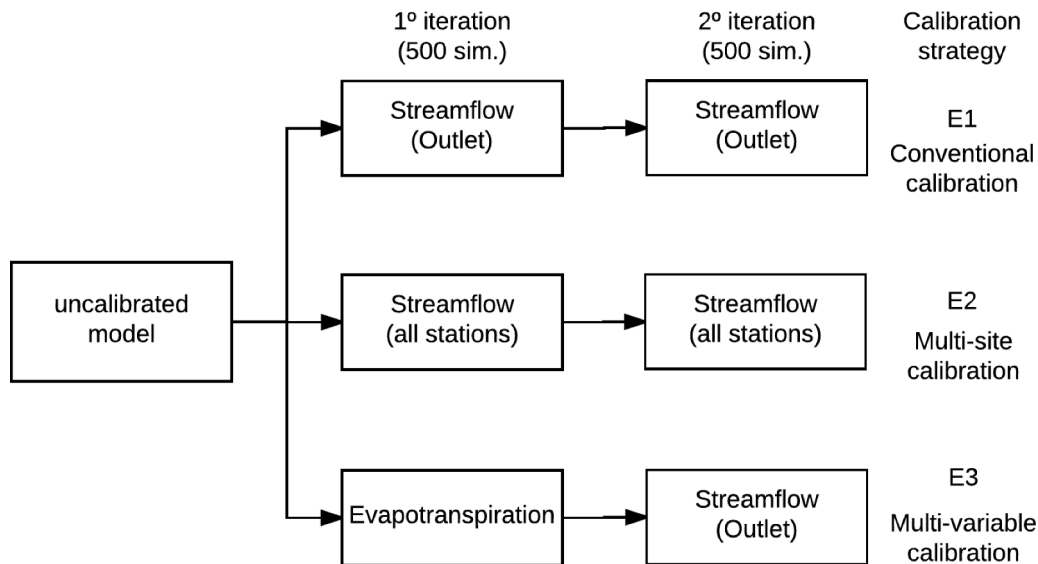 1º iteration
(500 sim.)
2º iteration
(500 sim.)
Calibration
strategy
Streamflow
(Outlet)
Streamflow
(Outlet)
E1
Conventional
calibration
uncalibrated
model
Streamflow
(all stations)
Streamflow
(all stations)
E2
Multi-site
calibration
Evapotranspiration
Streamflow
(Outlet)
E3
Multi-variable
calibration